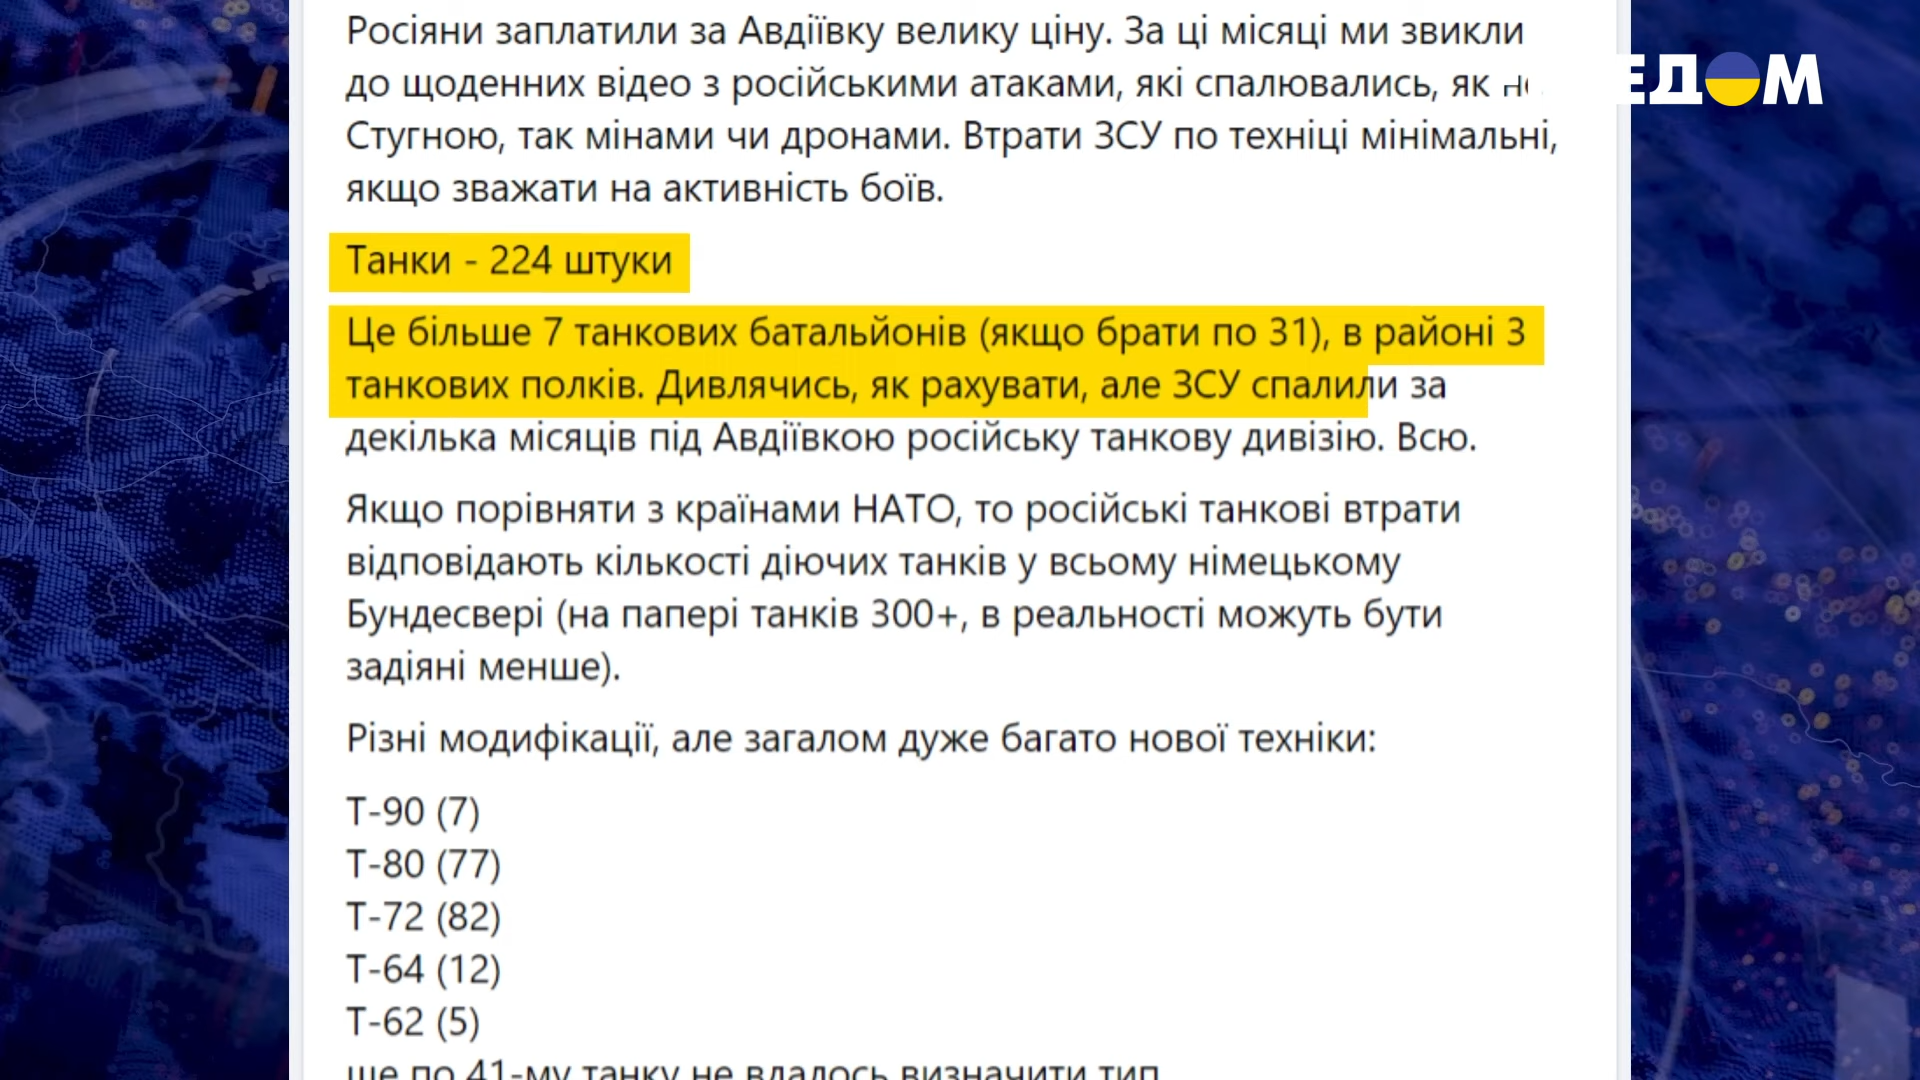 Росіяни заплатили за Авдіївку велику ціну. За ці місяці ми звикли
до щоденних відео з російськими атаками, які спалювались, як
ЕДОМ
Стугною, так мінами чи дронами. Втрати ЗСУ по техніці мінімальні,
якщо зважати на активність боїв.
Танки - 224 штуки
Це більше 7 танкових батальйонів (якщо брати по 31), в районі 3
танкових полків. Дивлячись, як рахувати, але ЗСУ спалили за
декілька місяців під Авдіївкою російську танкову дивізію. Всю.
Якщо порівняти з країнами НАТО, то російські танкові втрати
відповідають кількості діючих танків у всьому німецькому
Бундесвері (на папері танків 300+, в реальності можуть бути
задіяні менше).
Різні модифікації, але загалом дуже багато нової техніки:
Т-90 (7)
Т-80 (77)
Т-72 (82)
Т-64 (12)
Т-62 (5)
ще по 41-му танку не вдалось визначити тип